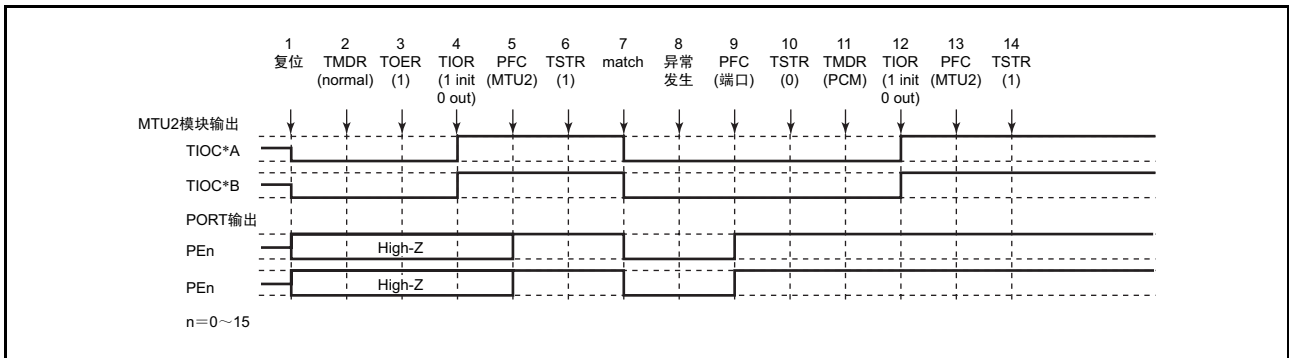 1 2 3 4 5 6 7 8 9 10 11 12 13 14
复位 TMDR TOER TIOR PFC TSTR match 异常 PFC TSTR TMDR TIOR PFC TSTR
(normal) (1) (1 init (MTU2) (1) 发生 (端口) (0) (PCM) (1 init (MTU2) (1)
0 out) 0 out)
MTU2模块输出
TIOC*A
TIOC*B
PORT输出
PEn High-Z
PEn High-Z
n=0~15